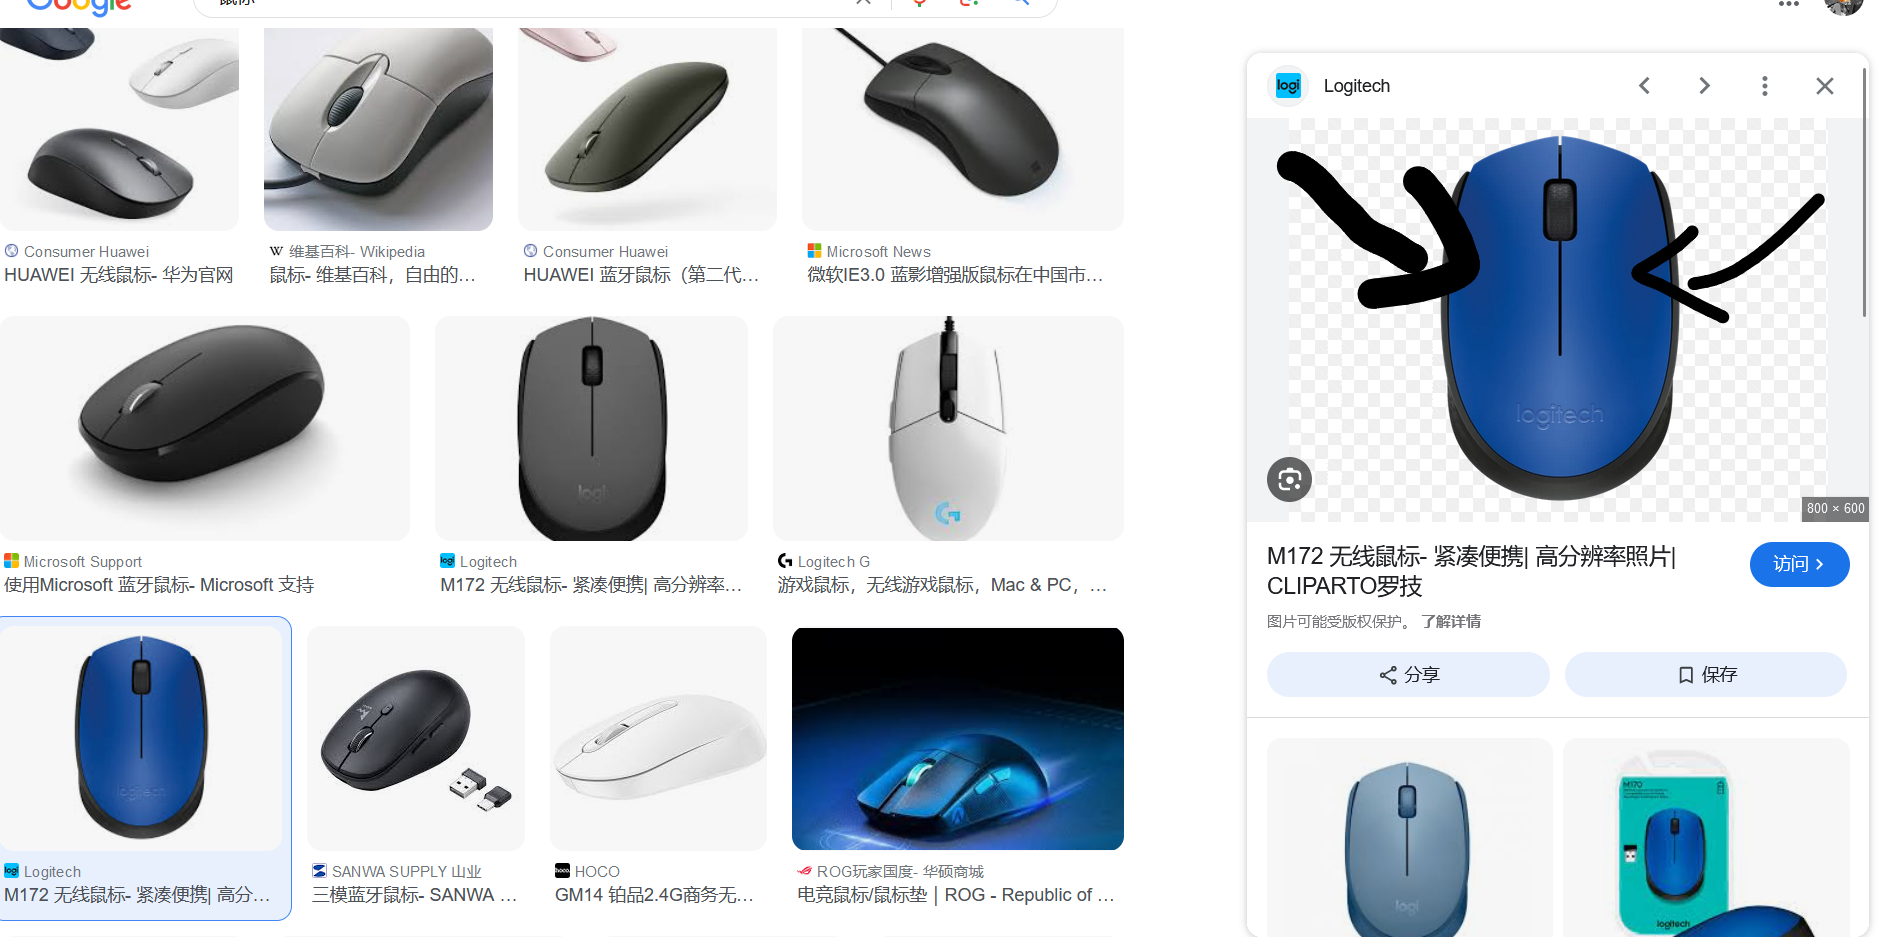 Google
鼠标
Consumer Huawei
HUAWEI 无线鼠标- 华为官网
W 维基百科- Wikipedia
鼠标- 维基百科，自由的...
Consumer Huawei
HUAWEI 蓝牙鼠标（第二代...
Microsoft News
微软IE3.0 蓝影增强版鼠标在中国市...
logi
G
Microsoft Support
使用Microsoft 蓝牙鼠标- Microsoft 支持
logi Logitech
M172 无线鼠标- 紧凑便携| 高分辨率...
Logitech G
游戏鼠标，无线游戏鼠标，Mac & PC，...
logitech
logi Logitech
M172 无线鼠标- 紧凑便携| 高分...
SANWA SUPPLY 山业
三模蓝牙鼠标- SANWA ...
hoco. HOCO
GM14 铂品2.4G商务无...
ROG玩家国度- 华硕商城
电竞鼠标/鼠标垫｜ROG - Republic of ...
logi Logitech
logitech
800 × 600
M172 无线鼠标- 紧凑便携| 高分辨率照片|
CLIPARTO罗技
访问
图片可能受版权保护。 了解详情
分享
保存
logi
M170
logitech